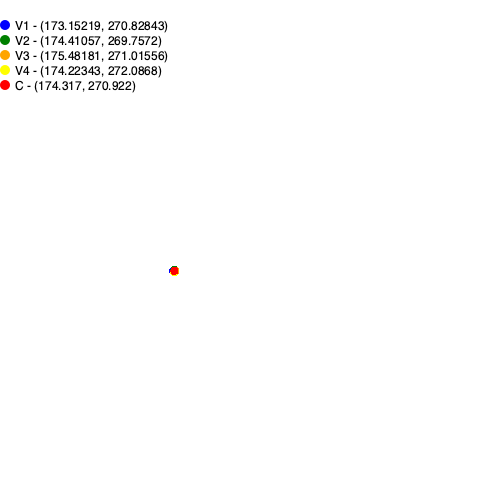 V1 - (173.15219, 270.82843)
V2 - (174.41057, 269.7572)
V3 - (175.48181, 271.01556)
V4 - (174.22343, 272.0868)
C - (174.317, 270.922)